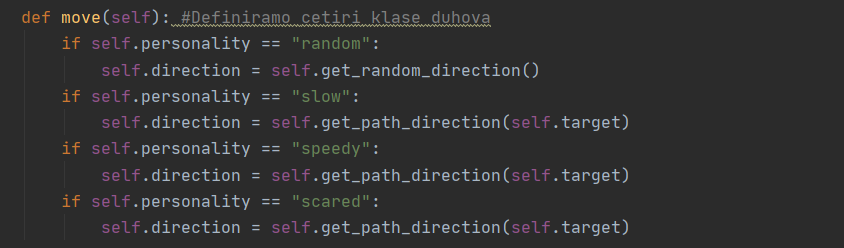 def move(self): #Definiramo cetiri klase duhova
    if self.personality == "random":
        self.direction = self.get_random_direction()
    if self.personality == "slow":
        self.direction = self.get_path_direction(self.target)
    if self.personality == "speedy":
        self.direction = self.get_path_direction(self.target)
    if self.personality == "scared":
        self.direction = self.get_path_direction(self.target)